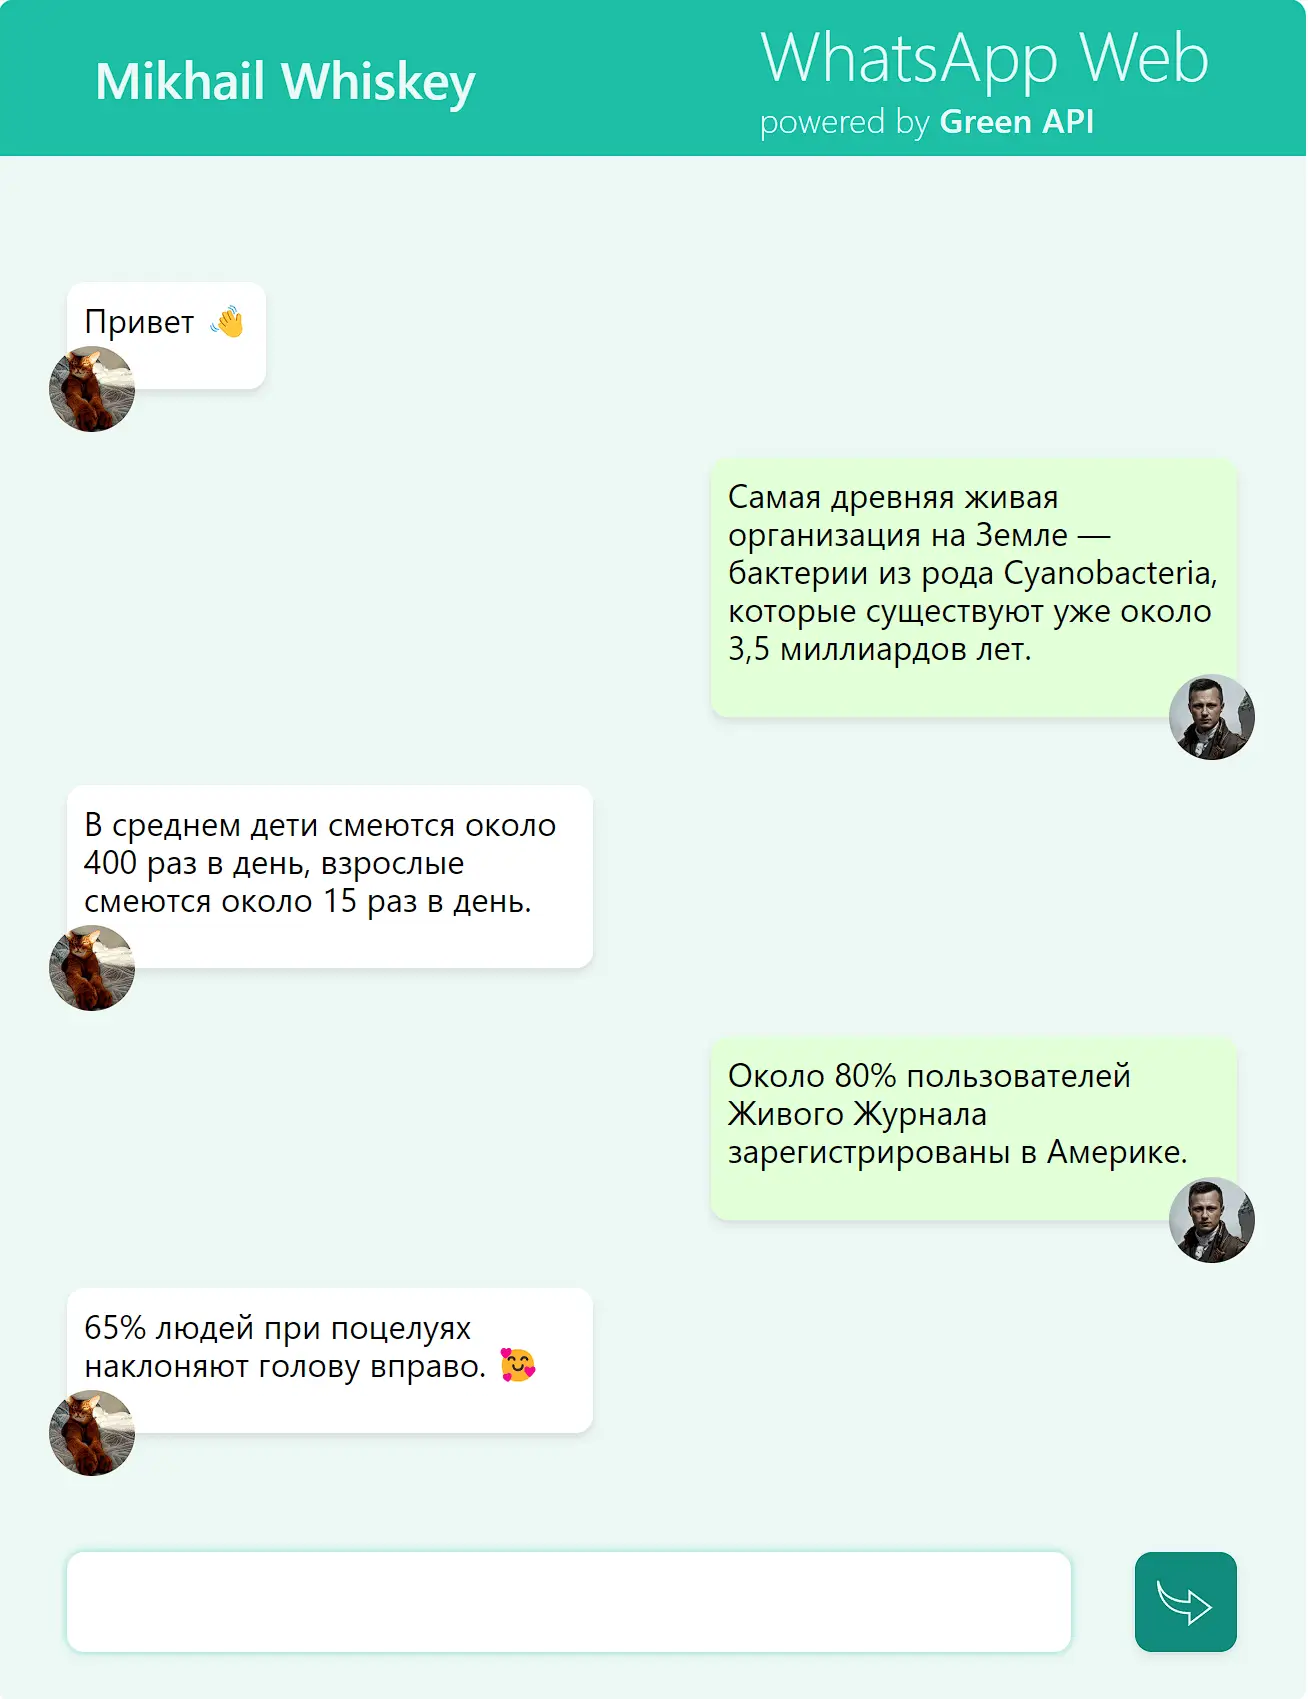 Mikhail Whiskey
WhatsApp Web
powered by Green API
Привет 👋
Самая древняя живая
организация на Земле —
бактерии из рода Cyanobacteria,
которые существуют уже около
3,5 миллиардов лет.
В среднем дети смеются около
400 раз в день, взрослые
смеются около 15 раз в день.
Около 80% пользователей
Живого Журнала
зарегистрированы в Америке.
65% людей при поцелуях
наклоняют голову вправо. 🥰